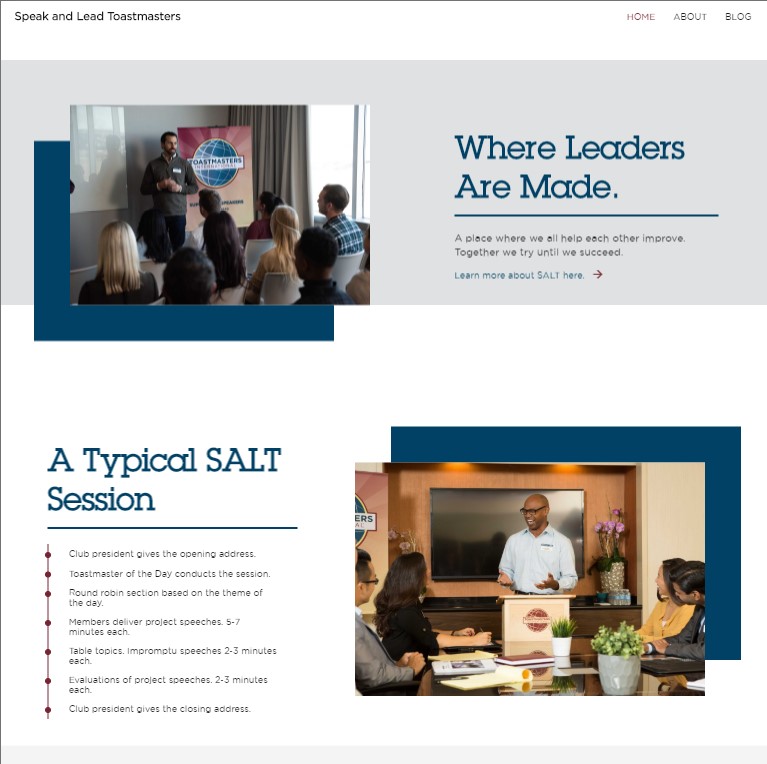 Speak and Lead Toastmasters
HOME ABOUT BLOG
TOASTMASTERS
INTERNATIONAL
Where Leaders
Are Made.
A place where we all help each other improve.
Together we try until we succeed.
Learn more about SALT here.
A Typical SALT
Session
Club president gives the opening address.
Toastmaster of the Day conducts the session.
Round robin section based on the theme of
the day.
Members deliver project speeches. 5-7
minutes each.
Table topics. Impromptu speeches 2-3 minutes
each.
Evaluations of project speeches. 2-3 minutes
each.
Club president gives the closing address.
ERS
AL
TOASTMASTERS